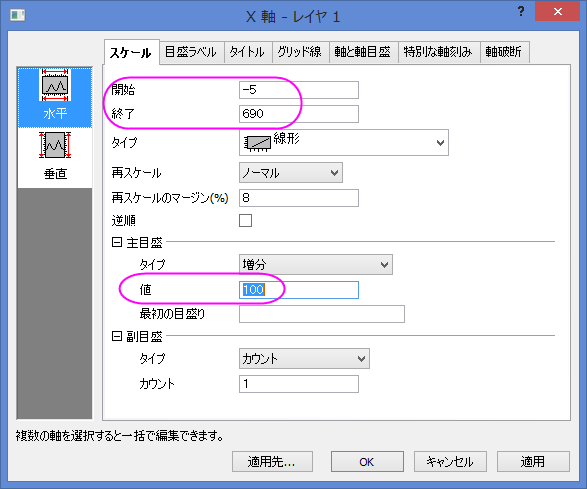 X 軸 - レイヤ 1
?
スケール 目盛ラベル タイトル グリッド線 軸と軸目盛 特別な軸刻み 軸破断
水平
垂直
開始 -5
終了 690
タイプ 線形
再スケール ノーマル
再スケールのマージン(%) 8
逆順
主目盛
タイプ 増分
値 100
最初の目盛り
副目盛
タイプ カウント
カウント 1
複数の軸を選択すると一括で編集できます。
適用先... OK キャンセル 適用